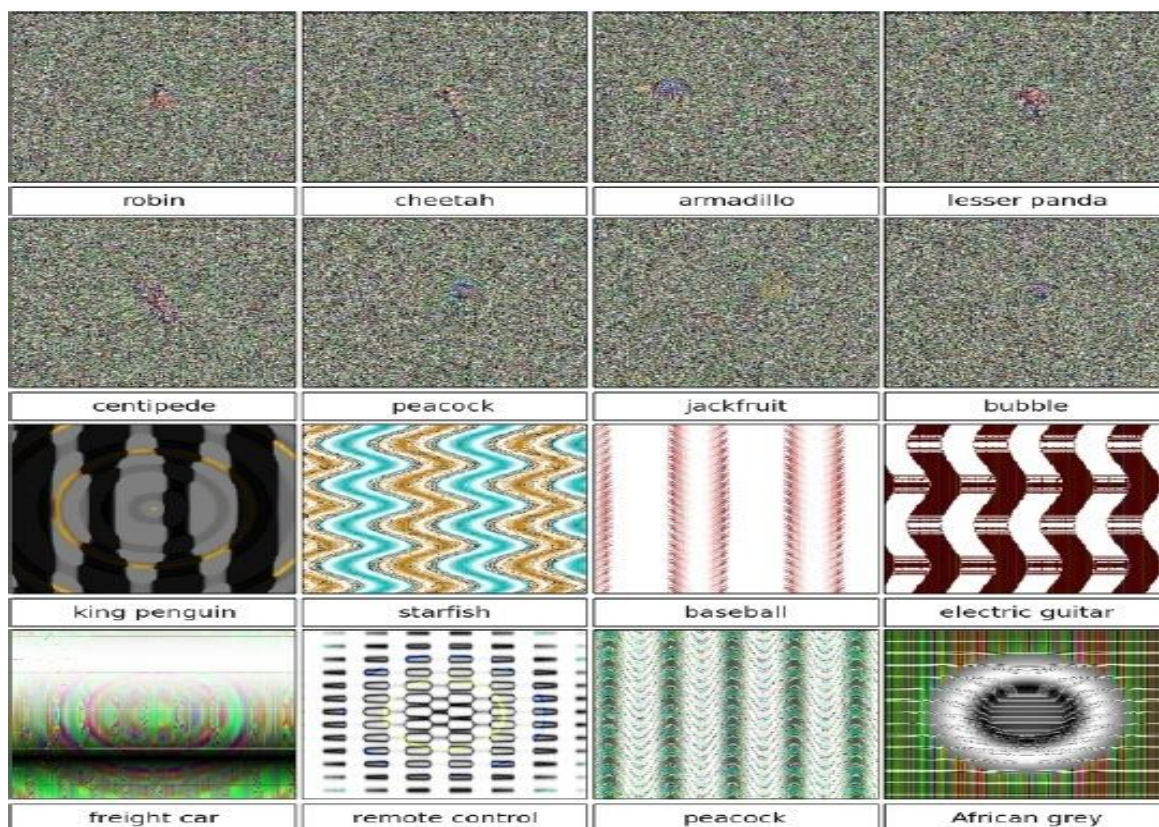 robin cheetah armadillo lesser panda
centipede peacock jackfruit bubble
king penguin starfish baseball electric guitar
freight car remote control peacock African grey